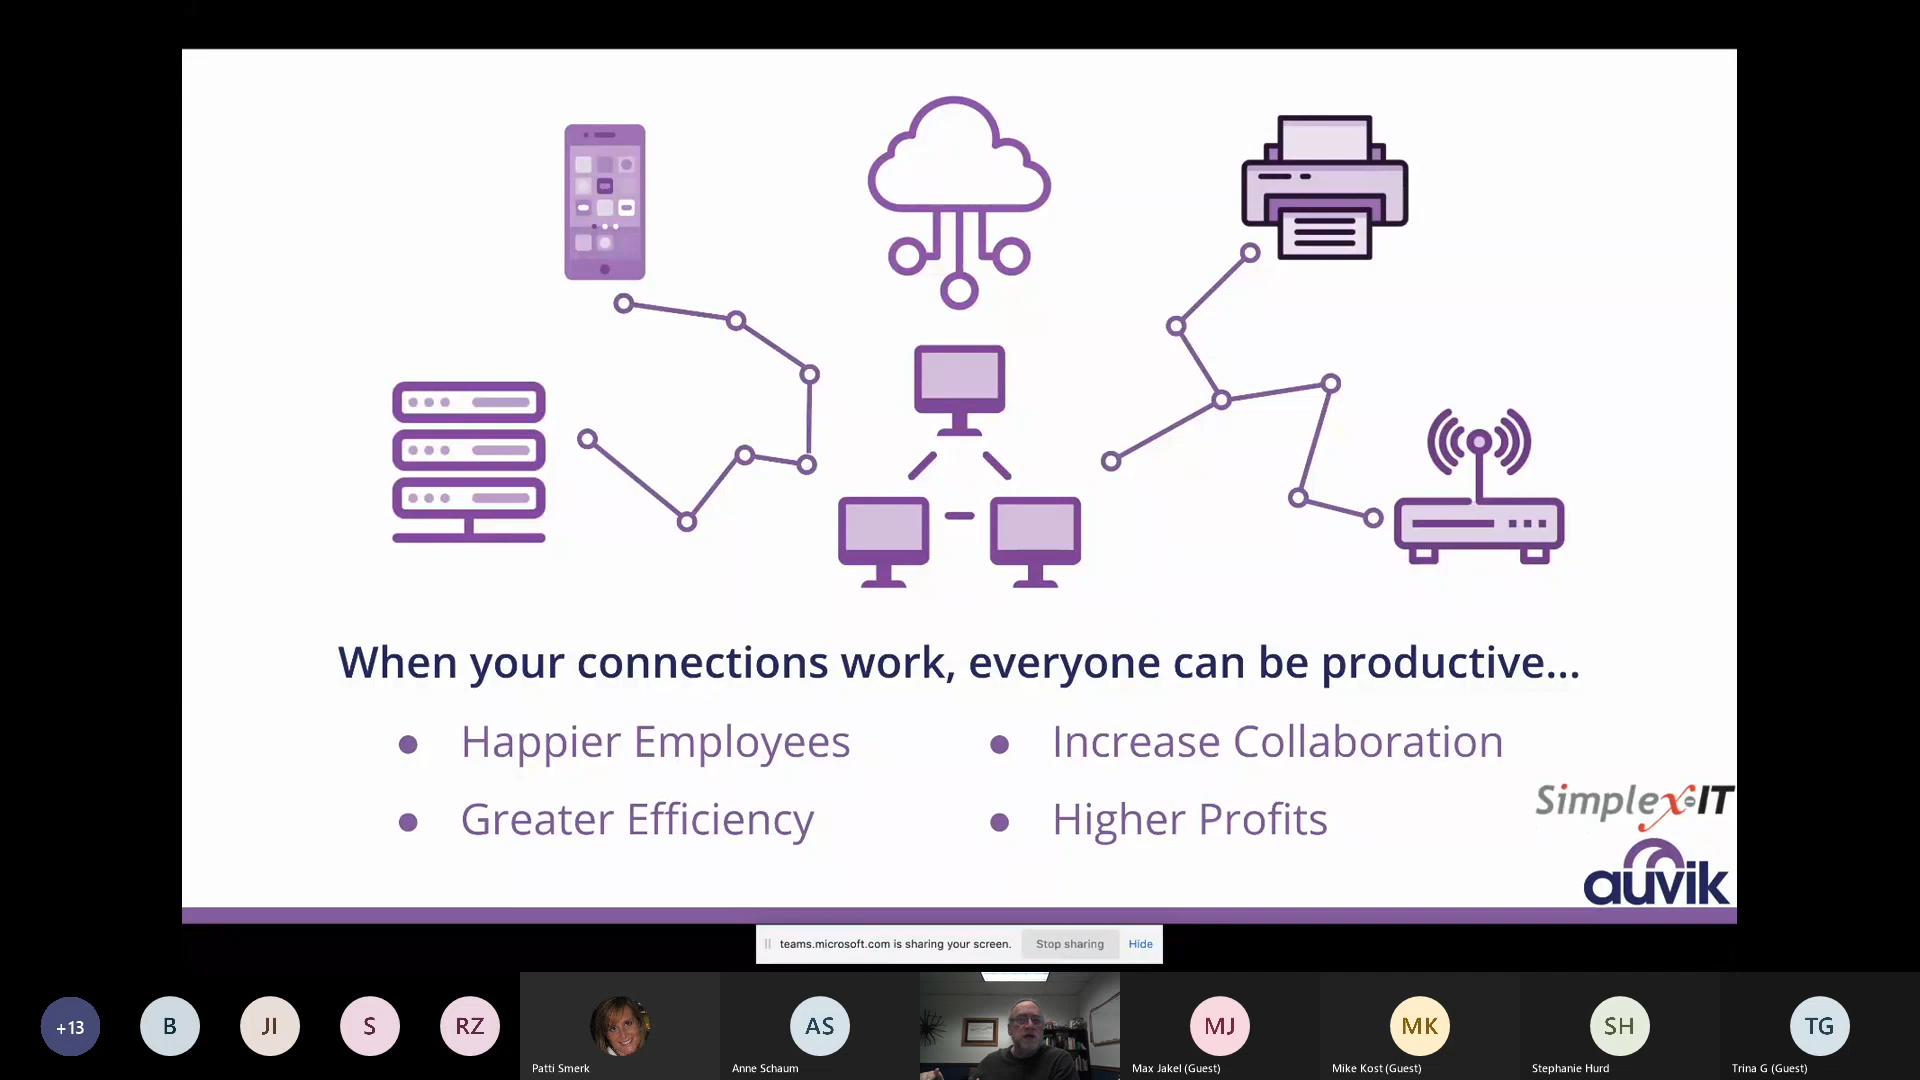 When your connections work, everyone can be productive...
● Happier Employees
● Increase Collaboration
● Greater Efficiency
● Higher Profits
Simplex-IT
auvik
teams.microsoft.com is sharing your screen. Stop sharing Hide
+13 B JI S RZ AS MJ MK SH TG
Patti Smerk Anne Schaum Max Jakel (Guest) Mike Kost (Guest) Stephanie Hurd Trina G (Guest)